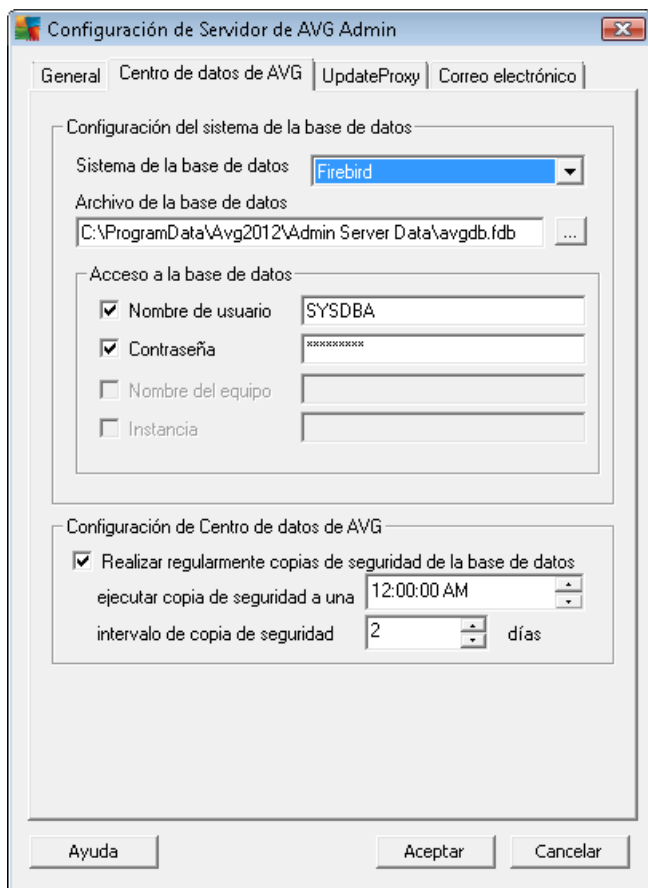 Configuración de Servidor de AVG Admin
General Centro de datos de AVG UpdateProxy Correo electrónico
Configuración del sistema de la base de datos
Sistema de la base de datos Firebird
Archivo de la base de datos
C:\ProgramData\Avg2012\Admin Server Data\avgdb.fdb ...
Acceso a la base de datos
Nombre de usuario SYSDBA
Contraseña *********
Nombre del equipo
Instancia
Configuración de Centro de datos de AVG
Realizar regularmente copias de seguridad de la base de datos
ejecutar copia de seguridad a una 12:00:00 AM
intervalo de copia de seguridad 2 días
Ayuda Aceptar Cancelar